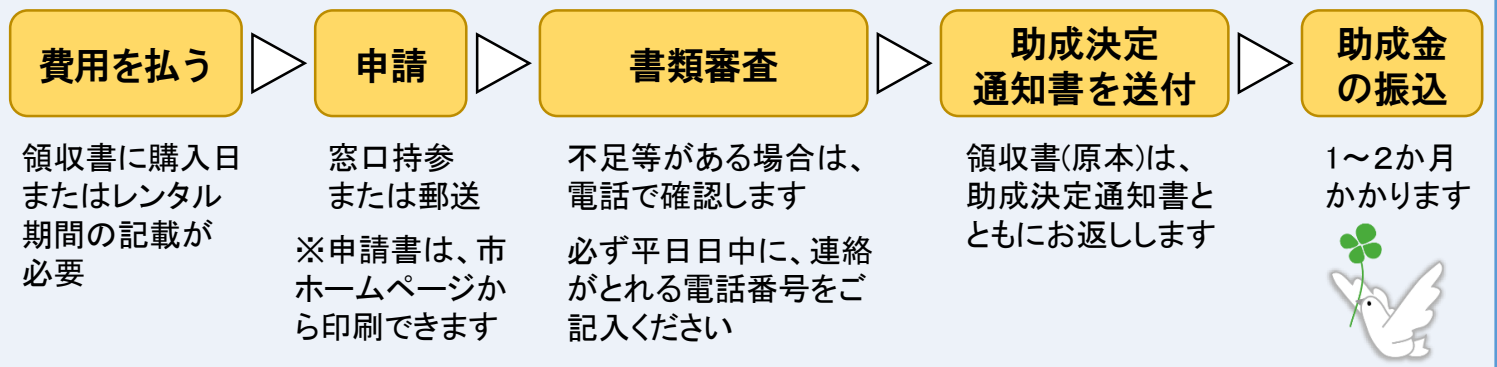 費用を払う
領収書に購入日
またはレンタル
期間の記載が
必要
申請
窓口持参
または郵送
※申請書は、市
ホームページか
ら印刷できます
書類審査
不足等がある場合は、
電話で確認します
必ず平日日中に、連絡
がとれる電話番号をご
記入ください
助成決定
通知書を送付
領収書(原本)は、
助成決定通知書と
ともにお返しします
助成金
の振込
1～2か月
かかります